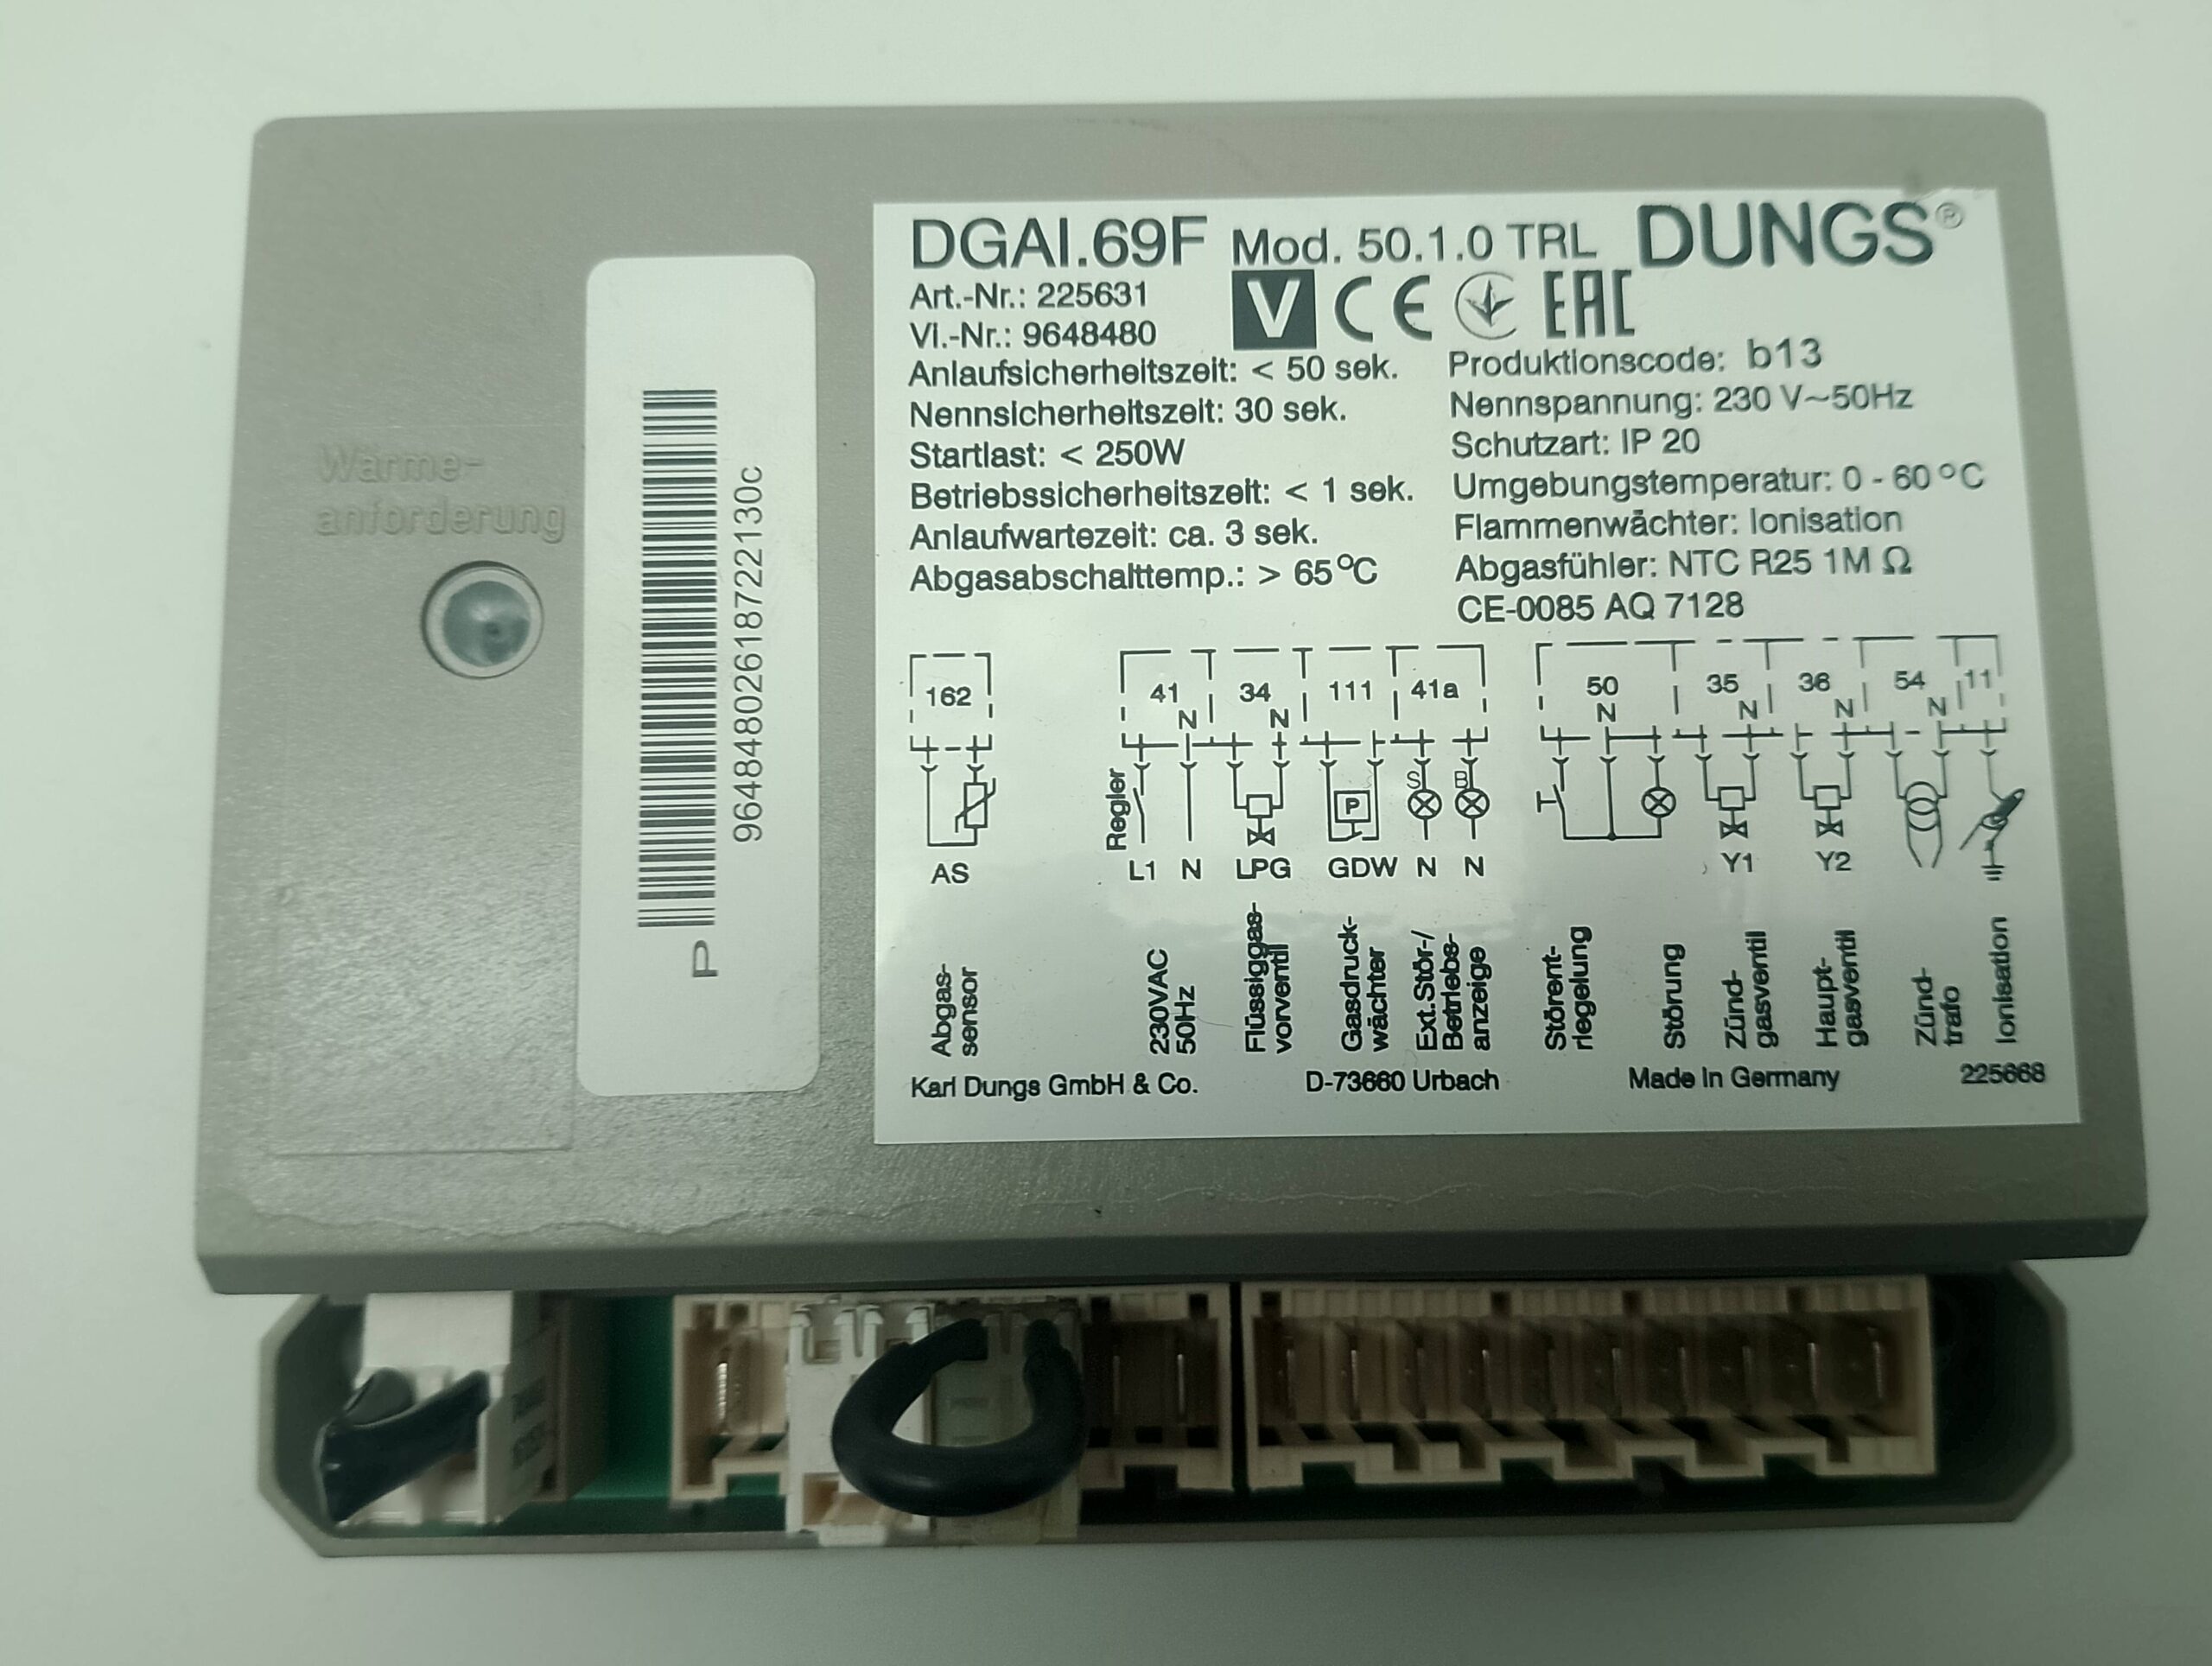 Wärme-
anforderung
9648480261872213​0c
P
DGAI.69F Mod. 50.1.0 TRL DUNGS®
Art.-Nr.: 225631
VI.-Nr.: 9648480
V CE EAC
Anlaufsicherheitszeit: < 50 sek.
Nennsicherheitszeit: 30 sek.
Startlast: < 250W
Betriebssicherheitszeit: < 1 sek.
Anlaufwartezeit: ca. 3 sek.
Abgasabschalttemp.: > 65°C
Produktionscode: b13
Nennspannung: 230 V~50Hz
Schutzart: IP 20
Umgebungstemperatur: 0 - 60 °C
Flammenwächter: Ionisation
Abgasfühler: NTC R25 1M Ω
CE-0085 AQ 7128
162 41 34 111 41a 50 35 36 54 11
N N N N N N
Regler P S B
AS L1 N LPG GDW N N Y1 Y2
Abgas-
sensor
230VAC
50Hz
Flüssiggas-
vorventil
Gasdruck-
wächter
Ext.Stör-/
Betriebs-
anzeige
Störent-
riegelung
Störung
Zünd-
gasventil
Haupt-
gasventil
Zünd-
trafo
Ionisation
Karl Dungs GmbH & Co. D-73660 Urbach Made in Germany 225668